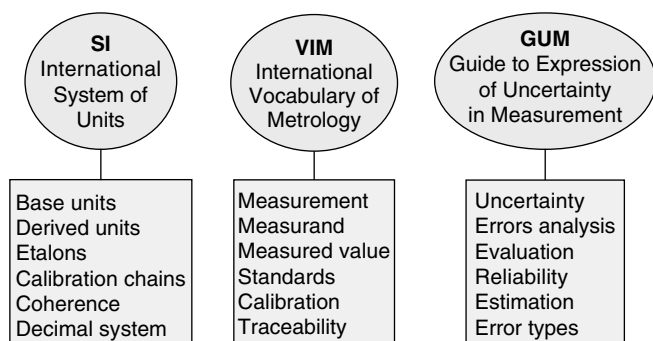 SI
International
System of
Units
Base units
Derived units
Etalons
Calibration chains
Coherence
Decimal system
VIM
International
Vocabulary of
Metrology
Measurement
Measurand
Measured value
Standards
Calibration
Traceability
GUM
Guide to Expression
of Uncertainty
in Measurement
Uncertainty
Errors analysis
Evaluation
Reliability
Estimation
Error types